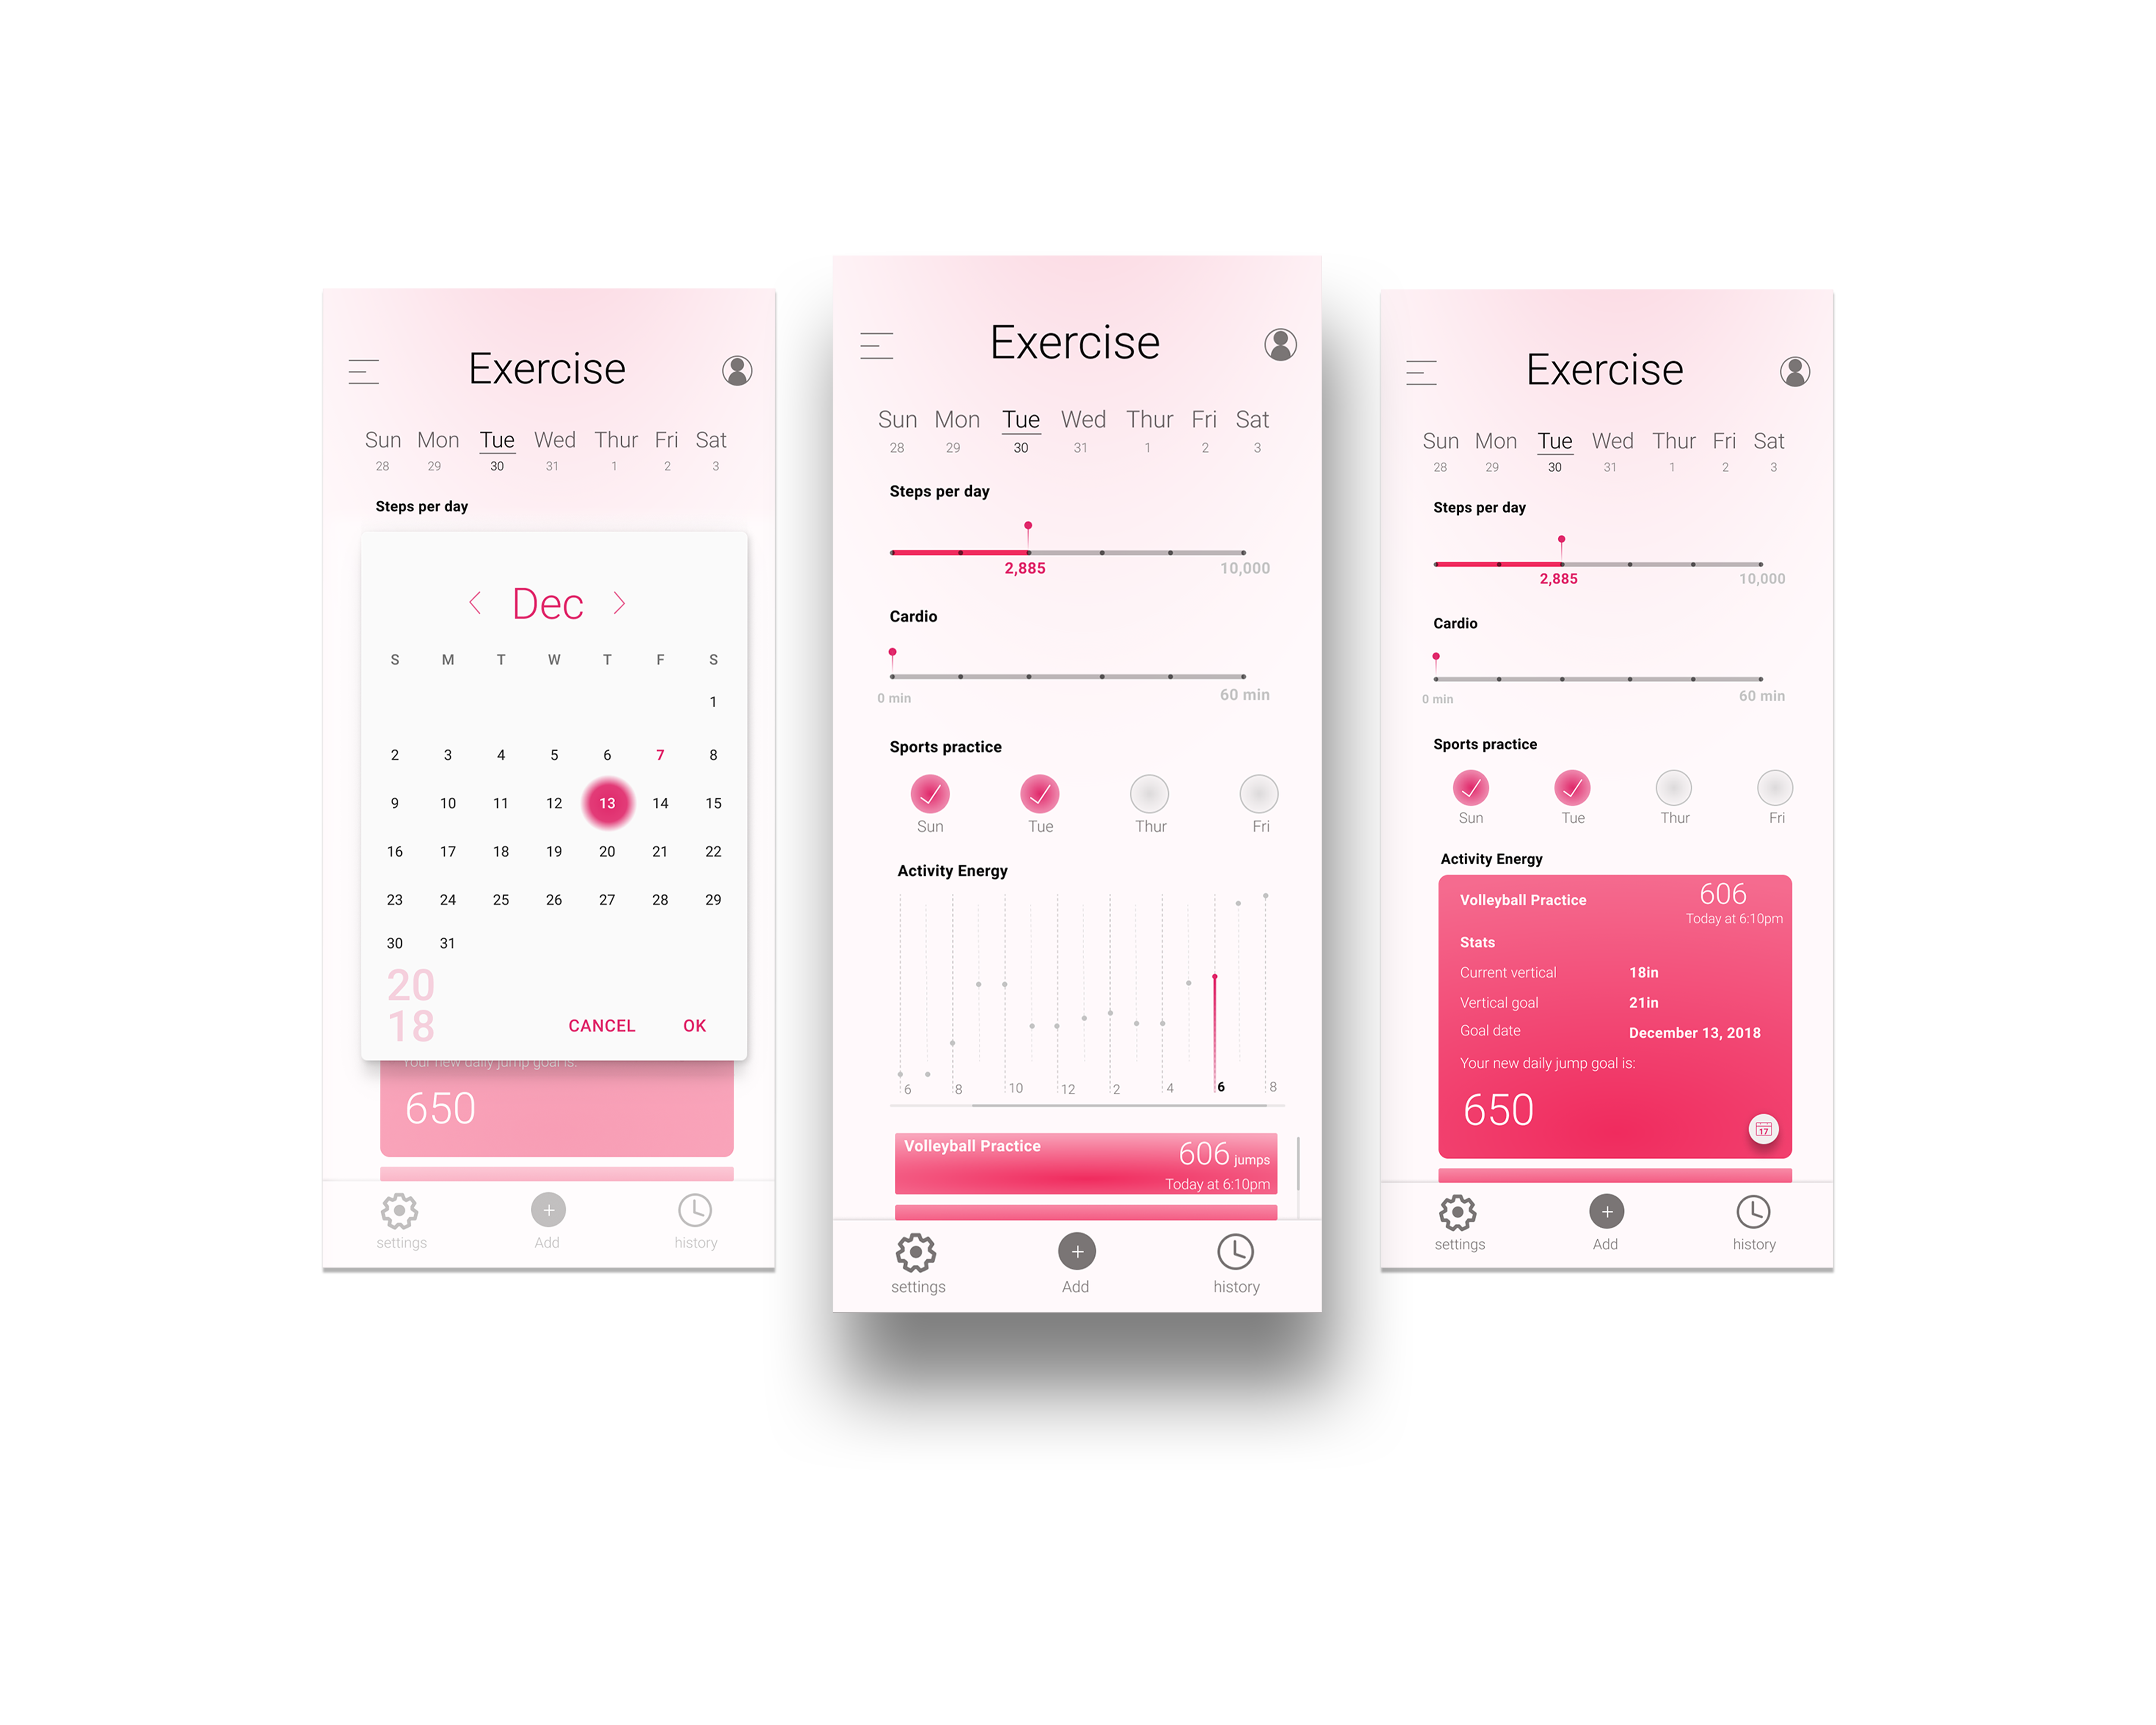 Exercise
Sun Mon Tue Wed Thur Fri Sat
28 29 30 31 1 2 3
Steps per day
Dec
S M T W T F S
1
2 3 4 5 6 7 8
9 10 11 12 13 14 15
16 17 18 19 20 21 22
23 24 25 26 27 28 29
30 31
20
18
CANCEL OK
Your new daily jump goal is:
650
settings Add history
Exercise
Sun Mon Tue Wed Thur Fri Sat
28 29 30 31 1 2 3
Steps per day
2,885 10,000
Cardio
0 min 60 min
Sports practice
Sun Tue Thur Fri
Activity Energy
6 8 10 12 2 4 6 8
Volleyball Practice 606 jumps
Today at 6:10pm
settings Add history
Exercise
Sun Mon Tue Wed Thur Fri Sat
28 29 30 31 1 2 3
Steps per day
2,885 10,000
Cardio
0 min 60 min
Sports practice
Sun Tue Thur Fri
Activity Energy
Volleyball Practice 606
Today at 6:10pm
Stats
Current vertical 18in
Vertical goal 21in
Goal date December 13, 2018
Your new daily jump goal is:
650
17
settings Add history